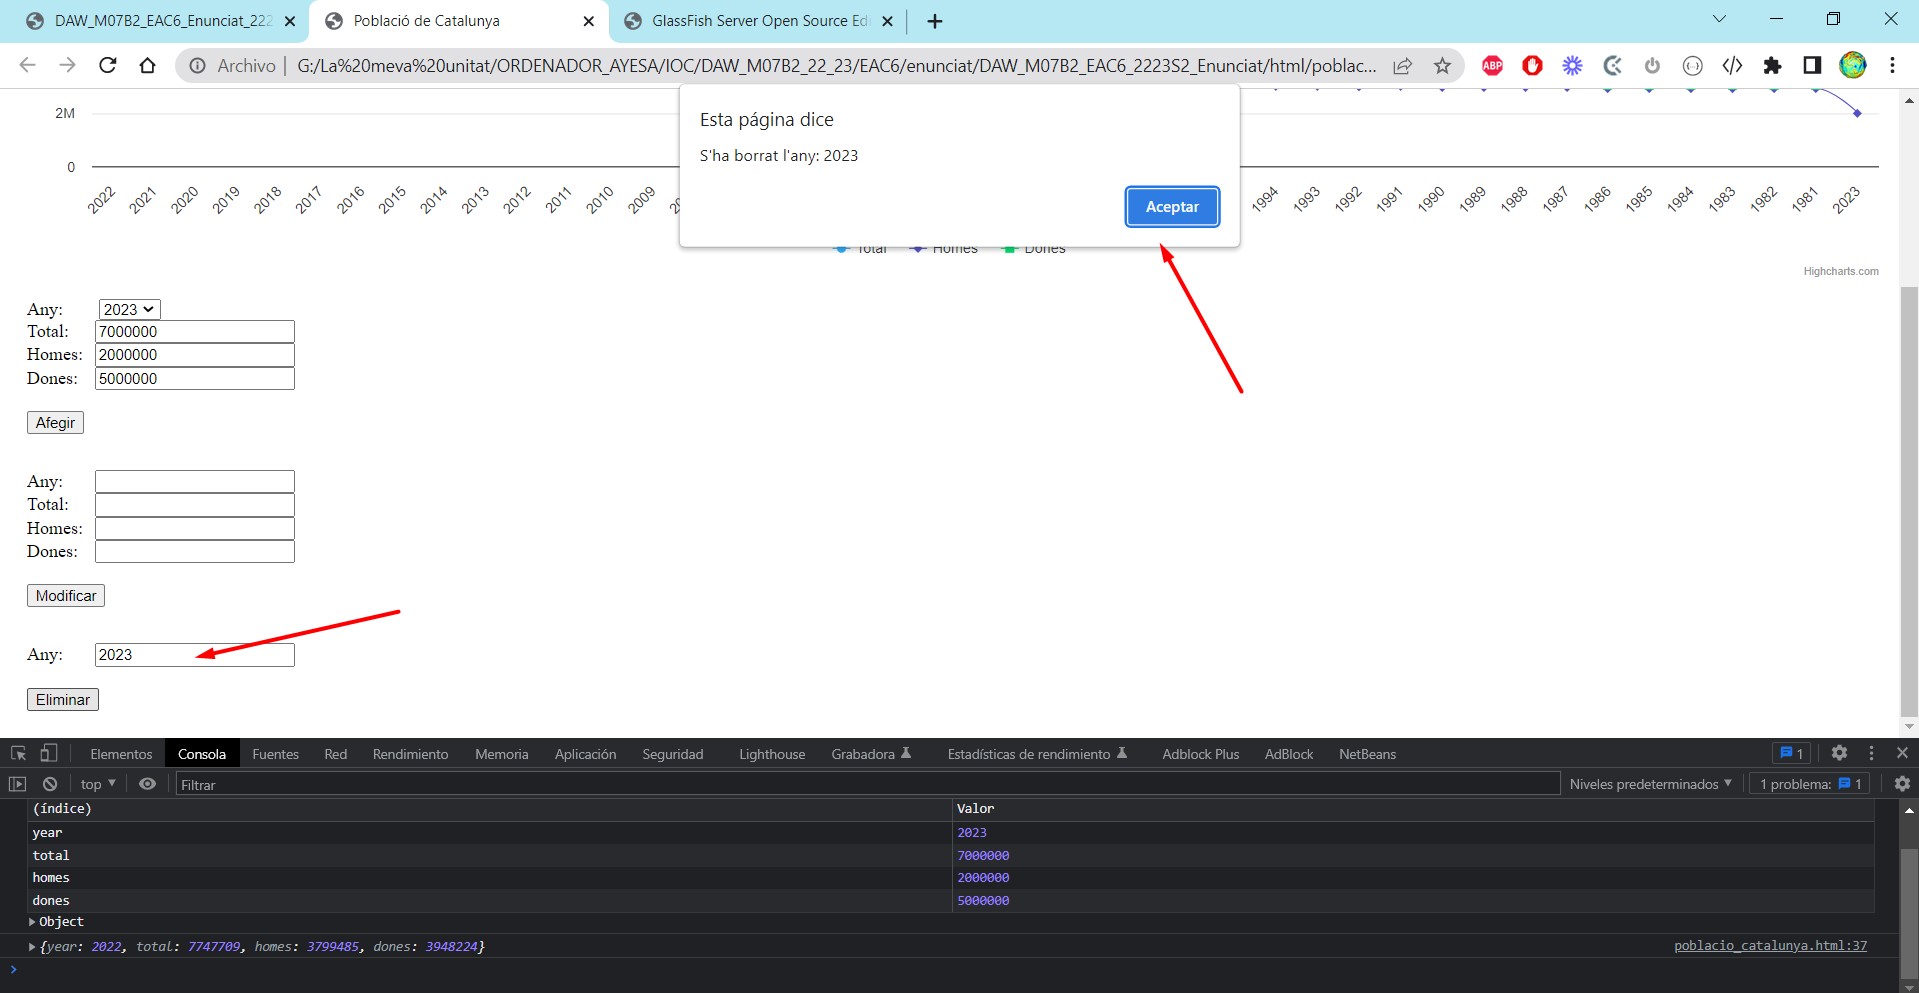 DAW_M07B2_EAC6_Enunciat_222
Població de Catalunya
GlassFish Server Open Source Edi
Archivo
G:/La%20meva%20unitat/ORDENADOR_AYESA/IOC/DAW_M07B2_22_23/EAC6/enunciat/DAW_M07B2_EAC6_2223S2_Enunciat/html/poblac...
ABP
2M
0
2022 2021 2020 2019 2018 2017 2016 2015 2014 2013 2012 2011 2010 2009
1994 1993 1992 1991 1990 1989 1988 1987 1986 1985 1984 1983 1982 1981 2023
Esta página dice
S'ha borrat l'any: 2023
Aceptar
Total Homes Dones
Highcharts.com
Any: 2023
Total: 7000000
Homes: 2000000
Dones: 5000000
Afegir
Any:
Total:
Homes:
Dones:
Modificar
Any: 2023
Eliminar
Elementos Consola Fuentes Red Rendimiento Memoria Aplicación Seguridad Lighthouse Grabadora Estadísticas de rendimiento Adblock Plus AdBlock NetBeans 1
top Filtrar Niveles predeterminados 1 problema: 1
(índice) Valor
year 2023
total 7000000
homes 2000000
dones 5000000
Object
{year: 2022, total: 7747709, homes: 3799485, dones: 3948224} poblacio_catalunya.html:37